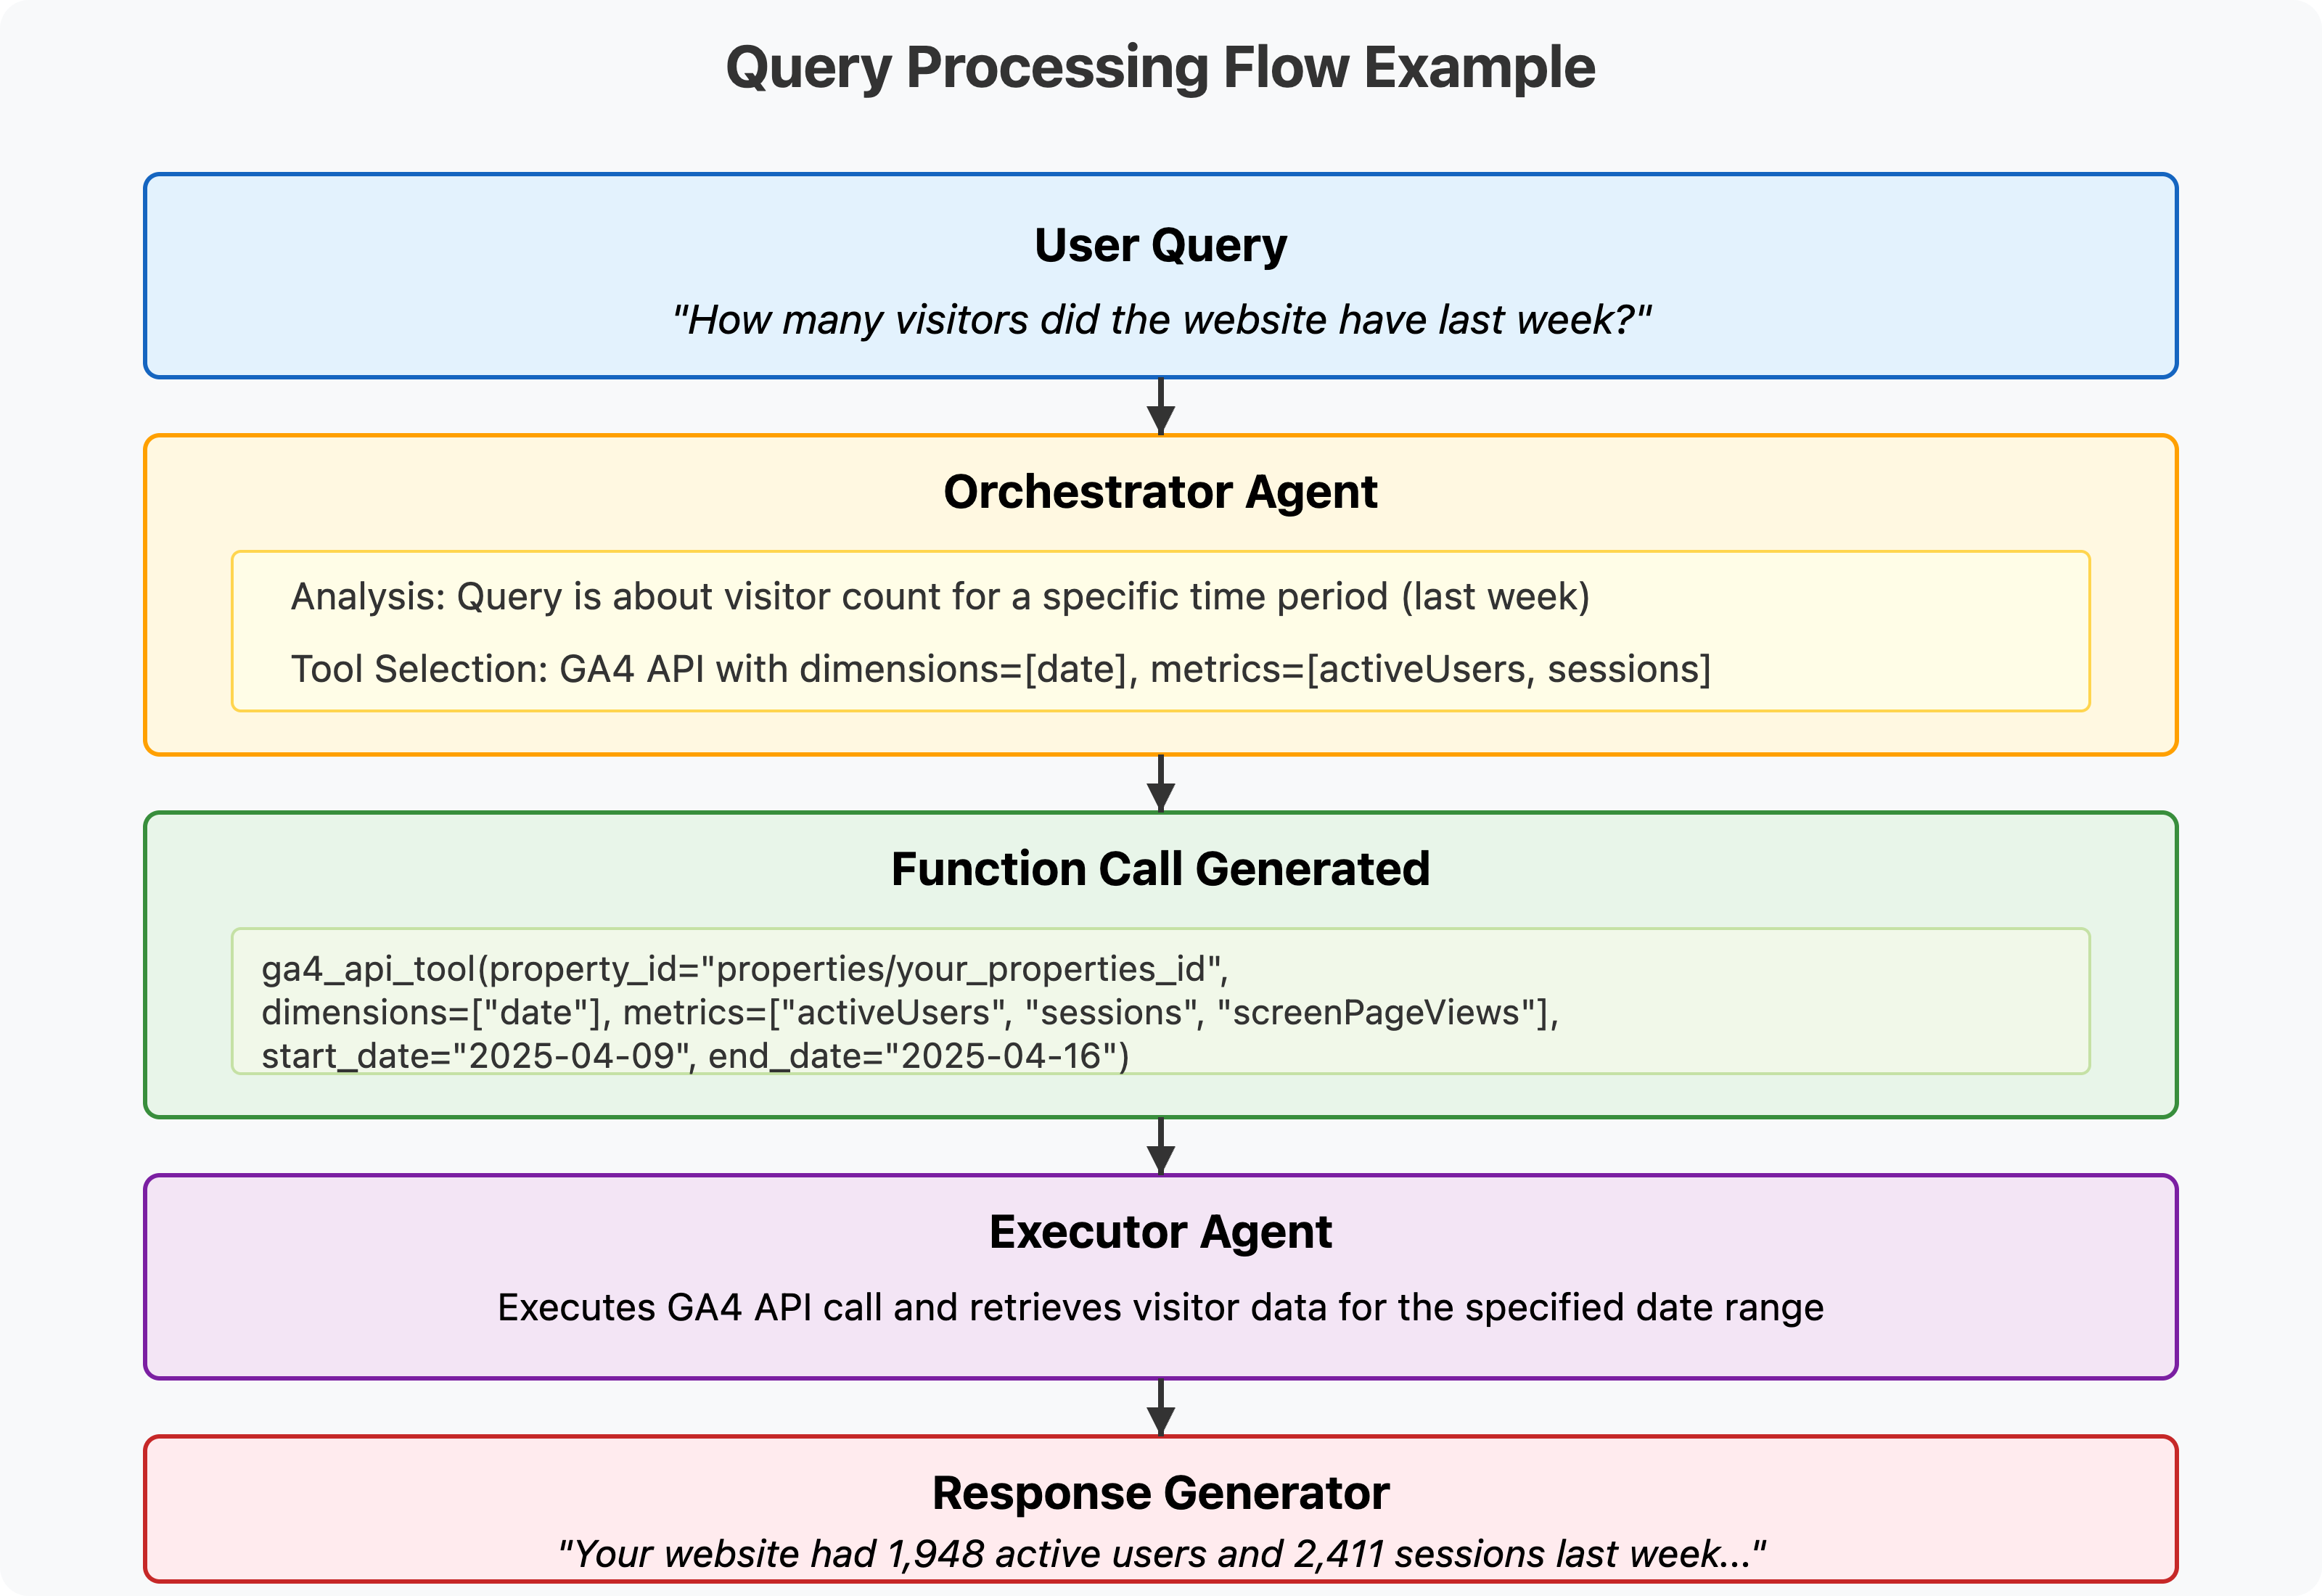 Query Processing Flow Example
User Query
"How many visitors did the website have last week?"
Orchestrator Agent
Analysis: Query is about visitor count for a specific time period (last week)
Tool Selection: GA4 API with dimensions=[date], metrics=[activeUsers, sessions]
Function Call Generated
ga4_api_tool(property_id="properties/your_properties_id",
dimensions=["date"], metrics=["activeUsers", "sessions", "screenPageViews"],
start_date="2025-04-09", end_date="2025-04-16")
Executor Agent
Executes GA4 API call and retrieves visitor data for the specified date range
Response Generator
"Your website had 1,948 active users and 2,411 sessions last week..."